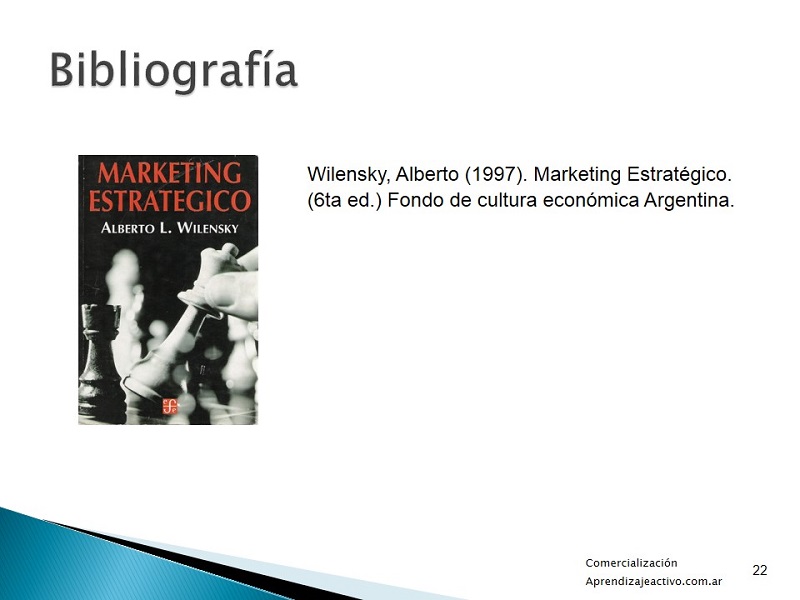 Bibliografía
MARKETING
ESTRATEGICO
ALBERTO L. WILENSKY
Wilensky, Alberto (1997). Marketing Estratégico.
(6ta ed.) Fondo de cultura económica Argentina.
Comercialización
Aprendizajeactivo.com.ar
22